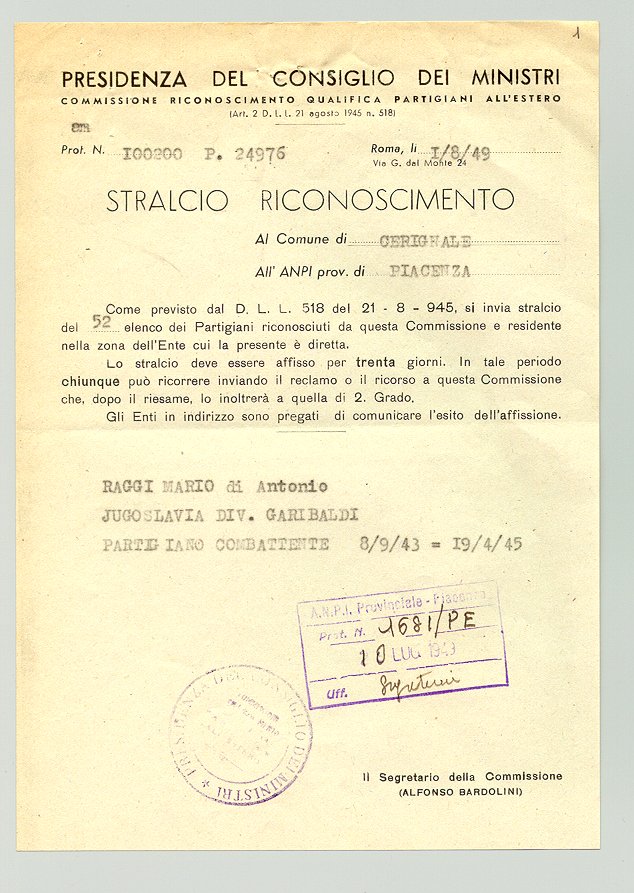 1
PRESIDENZA DEL CONSIGLIO DEI MINISTRI
COMMISSIONE RICONOSCIMENTO QUALIFICA PARTIGIANI ALL'ESTERO
(Art. 2 D. L. L. 21 agosto 1945 n. 518)
em
Prot. N. I00200 P. 24976 Roma, li I/8/49
Via G. dal Monte 24
STRALCIO RICONOSCIMENTO
Al Comune di CERIGNALE
All' ANPI prov. di PIACENZA
Come previsto dal D. L. L. 518 del 21 - 8 - 945, si invia stralcio
del 52 elenco dei Partigiani riconosciuti da questa Commissione e residente
nella zona dell'Ente cui la presente è diretta.
Lo stralcio deve essere affisso per trenta giorni. In tale periodo
chiunque può ricorrere inviando il reclamo o il ricorso a questa Commissione
che, dopo il riesame, lo inoltrerà a quella di 2. Grado.
Gli Enti in indirizzo sono pregati di comunicare l'esito dell'affissione.
RAGGI MARIO di Antonio
JUGOSLAVIA DIV. GARIBALDI
PARTIGIANO COMBATTENTE 8/9/43 = I9/4/45
A.N.P.I. Provinciale - Piacenza
Prot. N. 1681/PE
10 LUG 1949
Uff.
PRESIDENZA DEL CONSIGLIO DEI MINISTRI
Il Segretario della Commissione
(ALFONSO BARDOLINI)